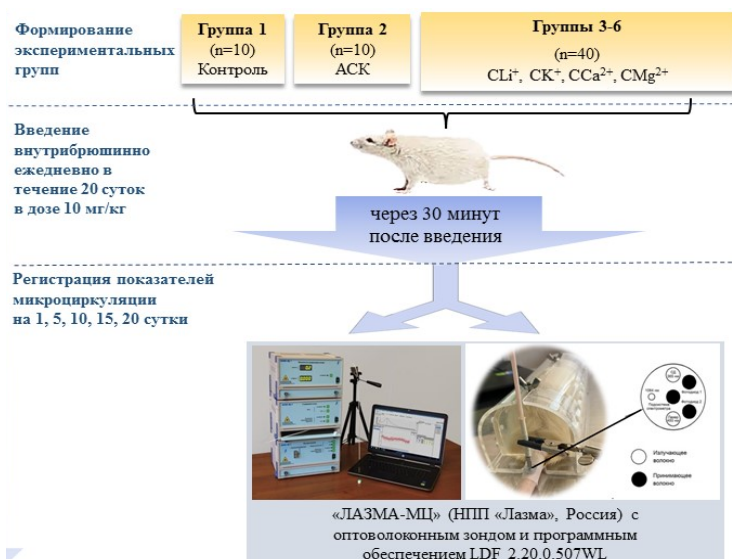 Формирование
экспериментальных
групп
Группа 1
(n=10)
Контроль
Группа 2
(n=10)
АСК
Группы 3-6
(n=40)
CLi⁺, CK⁺, CCa²⁺, CMg²⁺
Введение
внутрибрюшинно
ежедневно в
течение 20 суток
в дозе 10 мг/кг
через 30 минут
после введения
Регистрация показателей
микроциркуляции
на 1, 5, 10, 15, 20 сутки
Излучающее
волокно
Принимающее
волокно
«ЛАЗМА-МЦ» (НПП «Лазма», Россия) с
оптоволоконным зондом и программным
обеспечением LDF 2.20.0.507WL